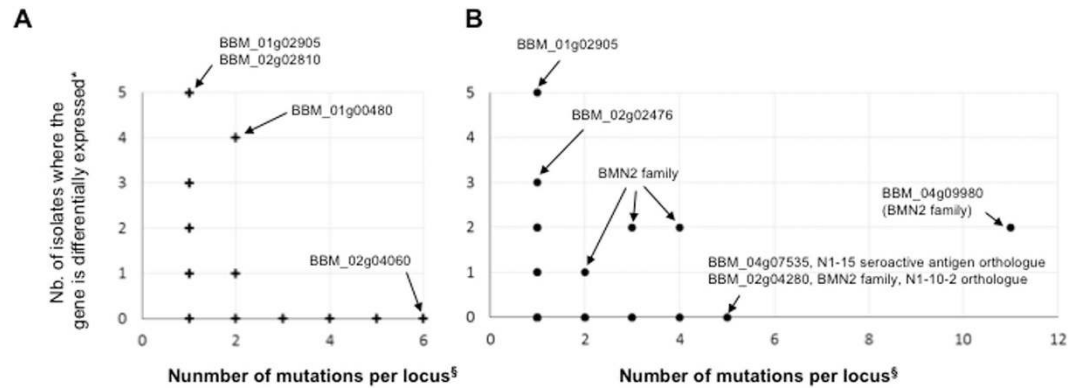 A
BBM_01g02905
BBM_02g02810
BBM_01g00480
BBM_02g04060
Nb. of isolates where the
gene is differentially expressed*
5
4
3
2
1
0
0 2 4 6
Nunmber of mutations per locus§
B
BBM_01g02905
BBM_02g02476
BMN2 family
BBM_04g09980
(BMN2 family)
BBM_04g07535, N1-15 seroactive antigen orthologue
BBM_02g04280, BMN2 family, N1-10-2 orthologue
5
4
3
2
1
0
0 2 4 6 8 10 12
Number of mutations per locus§